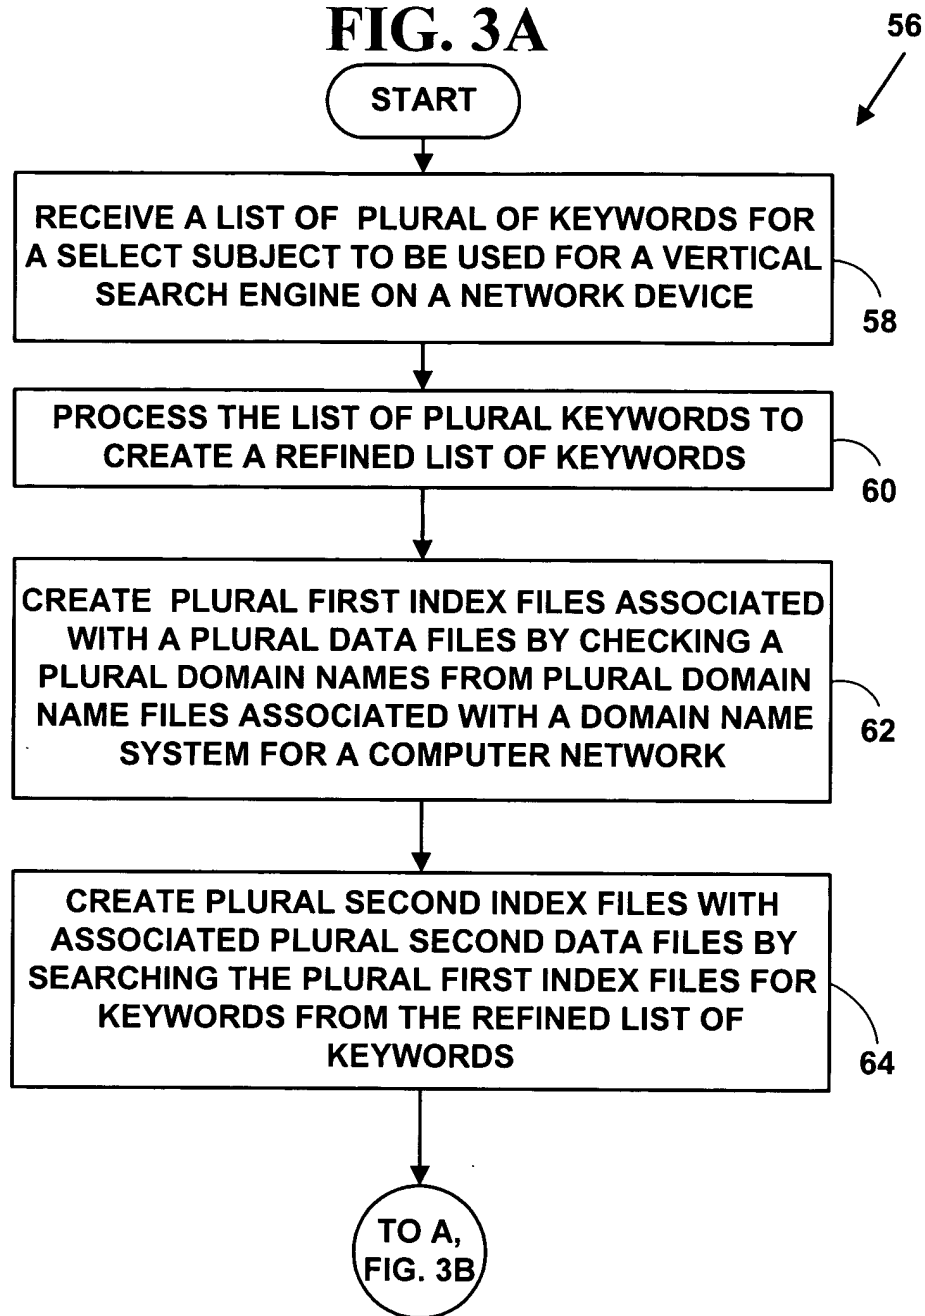 FIG. 3A
56
START
RECEIVE A LIST OF PLURAL OF KEYWORDS FOR
A SELECT SUBJECT TO BE USED FOR A VERTICAL
SEARCH ENGINE ON A NETWORK DEVICE
58
PROCESS THE LIST OF PLURAL KEYWORDS TO
CREATE A REFINED LIST OF KEYWORDS
60
CREATE PLURAL FIRST INDEX FILES ASSOCIATED
WITH A PLURAL DATA FILES BY CHECKING A
PLURAL DOMAIN NAMES FROM PLURAL DOMAIN
NAME FILES ASSOCIATED WITH A DOMAIN NAME
SYSTEM FOR A COMPUTER NETWORK
62
CREATE PLURAL SECOND INDEX FILES WITH
ASSOCIATED PLURAL SECOND DATA FILES BY
SEARCHING THE PLURAL FIRST INDEX FILES FOR
KEYWORDS FROM THE REFINED LIST OF
KEYWORDS
64
TO A,
FIG. 3B